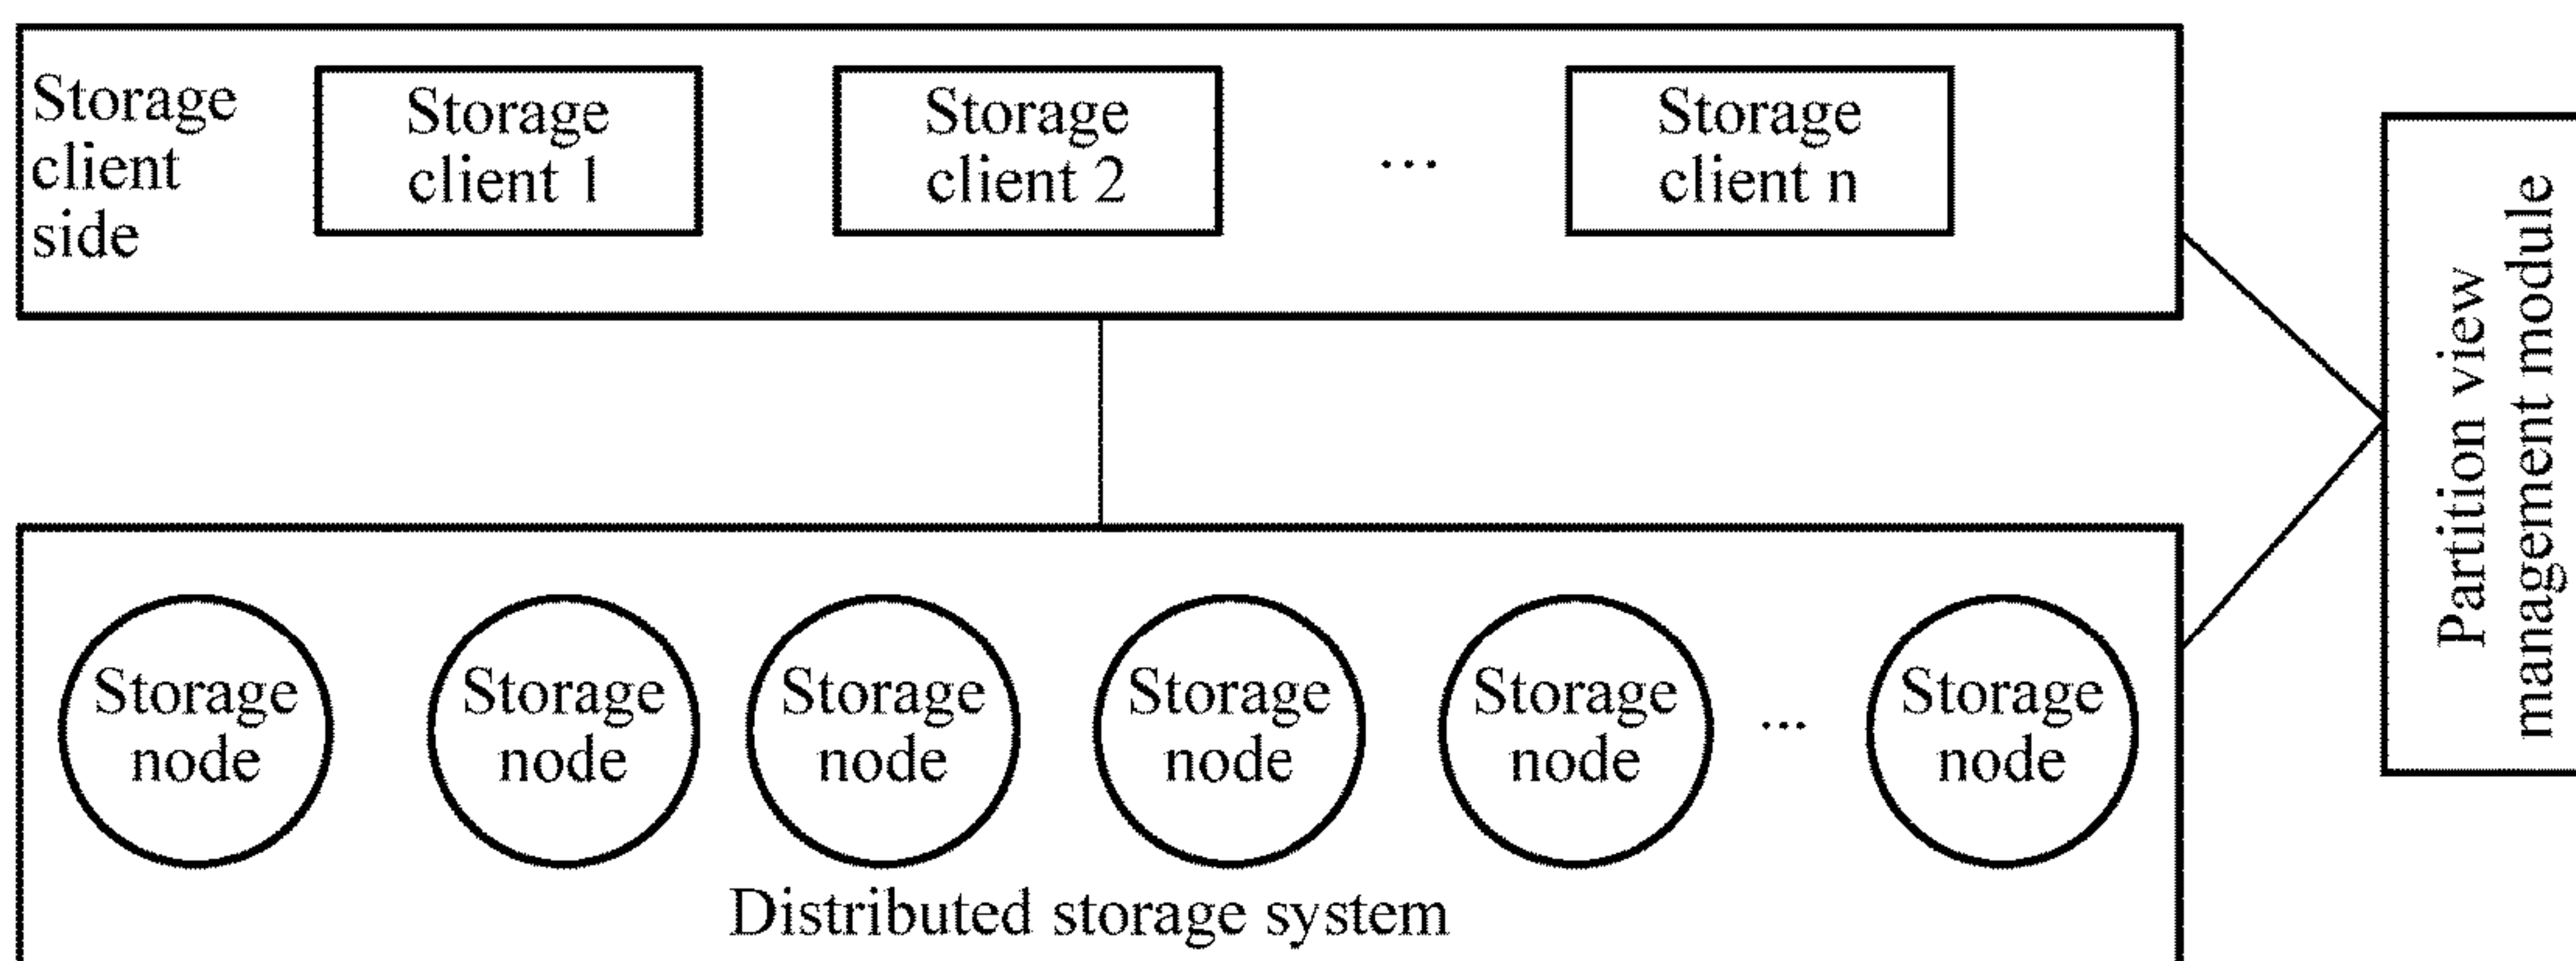 Storage
client
side
Storage
client 1
Storage
client 2
...
Storage
client n
Partition view
management module
Storage
node
Storage
node
Storage
node
Storage
node
Storage
node
...
Storage
node
Distributed storage system